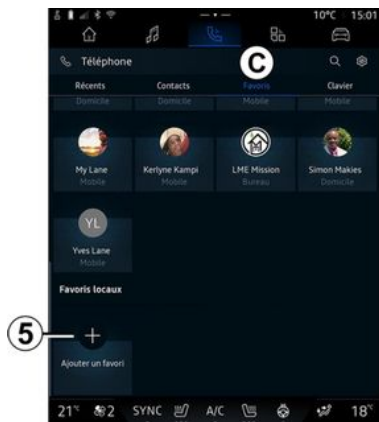 10°C 15:01
Téléphone
C
Récents Contacts Favoris Clavier
Domicile Domicile Mobile Mobile
My Lane Kerlyne Kampi LME Mission Simon Makies
Mobile Mobile Bureau Domicile
YL
Yves Lane
Mobile
Favoris locaux
5
Ajouter un favori
21°C 2 SYNC A/C 18°C